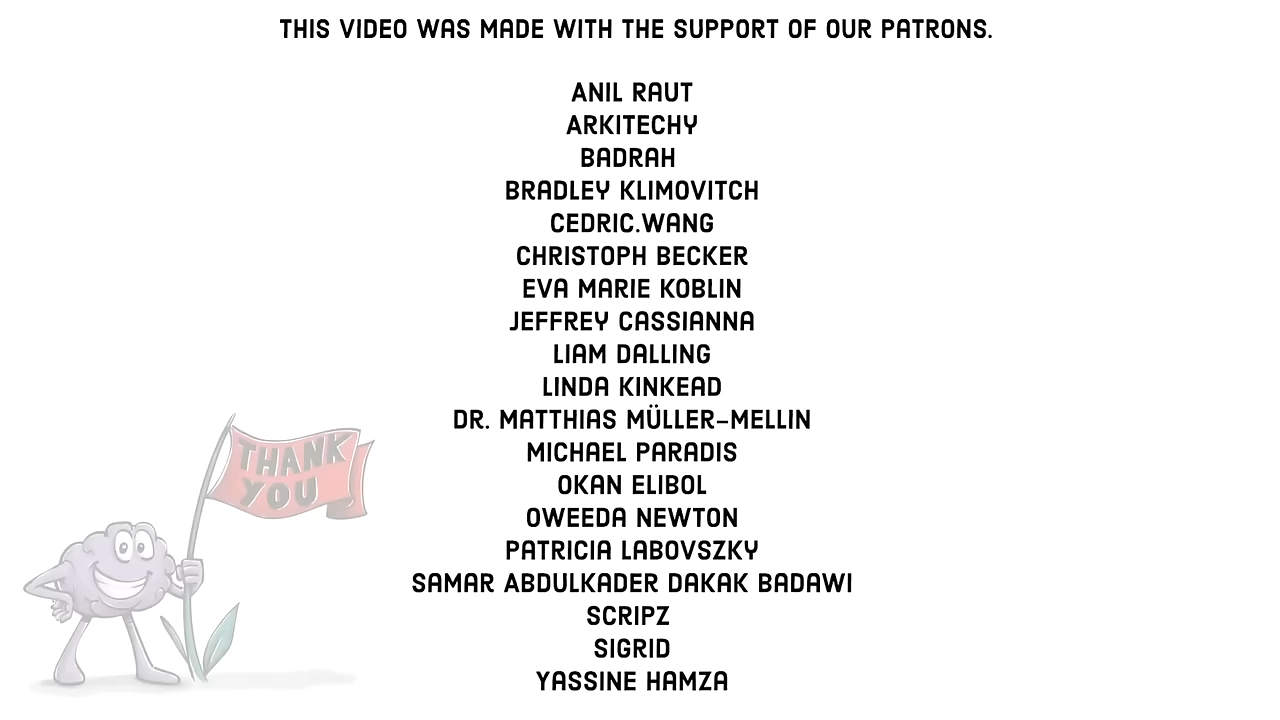 THIS VIDEO WAS MADE WITH THE SUPPORT OF OUR PATRONS.
ANIL RAUT
ARKITECHY
BADRAH
BRADLEY KLIMOVITCH
CEDRIC.WANG
CHRISTOPH BECKER
EVA MARIE KOBLIN
JEFFREY CASSIANNA
LIAM DALLING
LINDA KINKEAD
DR. MATTHIAS MÜLLER-MELLIN
MICHAEL PARADIS
OKAN ELIBOL
OWEEDA NEWTON
PATRICIA LABOVSZKY
SAMAR ABDULKADER DAKAK BADAWI
SCRIPZ
SIGRID
YASSINE HAMZA
THANK
YOU